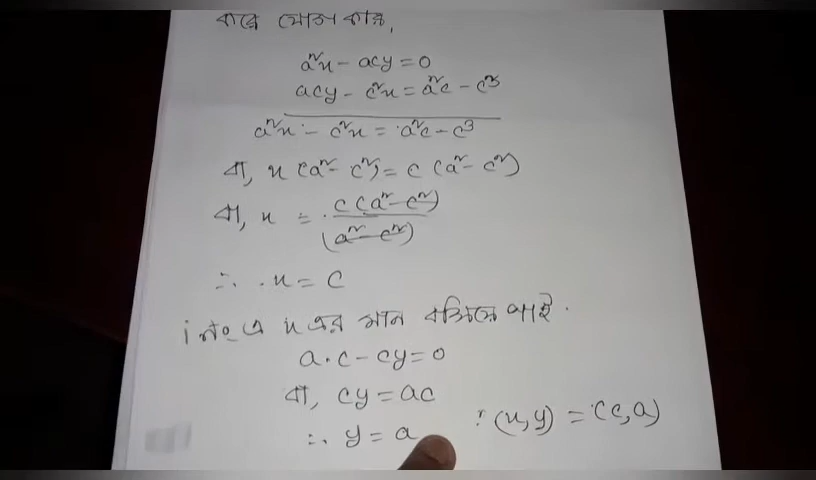 করে যোগ করি,
a²x - acy = 0
acy - c²x = a²c - c³
a²x - c²x = a²c - c³
বা, x (a² - c²) = c (a² - c²)
বা, x = c (a² - c²) / (a² - c²)
∴ x = c
i নং এ x এর মান বসিয়ে পাই.
a.c - cy = 0
বা, cy = ac
∴ y = a ∴ (x, y) = (c, a)